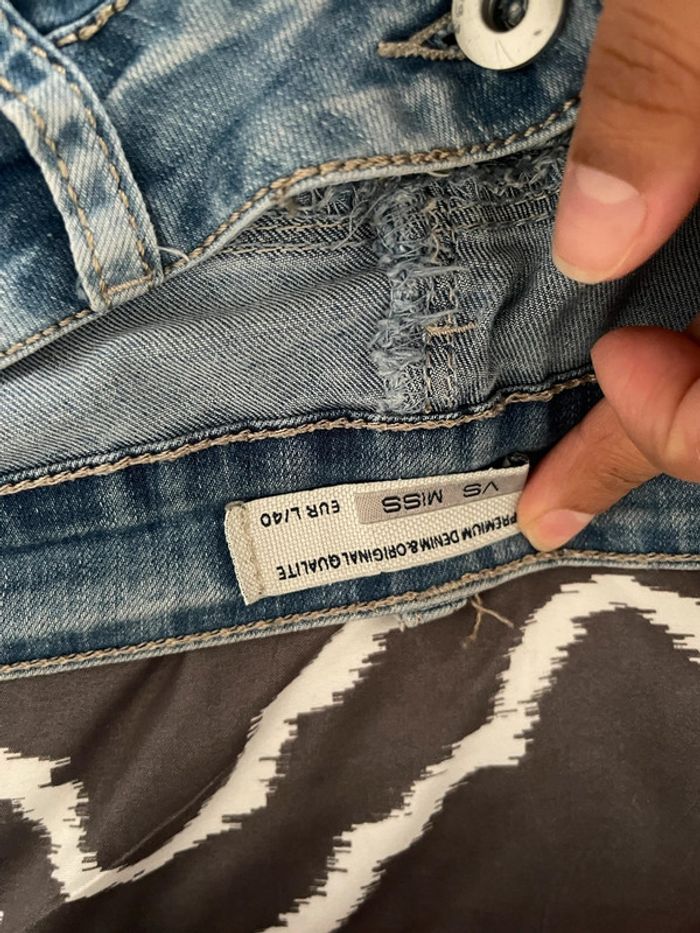 VS MISS
EUR L/40
PREMIUM DENIM&ORIGINAL QUALITE